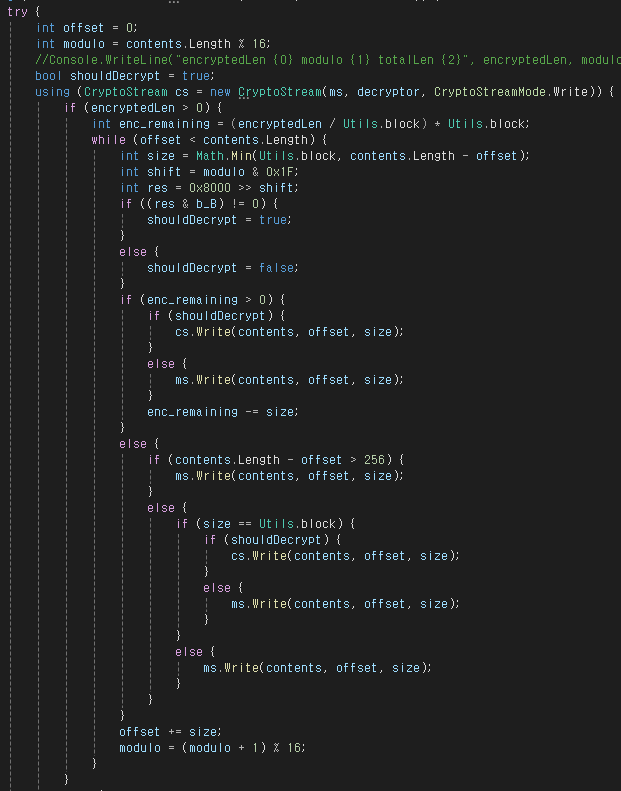 try {
int offset = 0;
int modulo = contents.Length % 16;
//Console.WriteLine("encryptedLen {0} modulo {1} totalLen {2}", encryptedLen, modulo
bool shouldDecrypt = true;
using (CryptoStream cs = new CryptoStream(ms, decryptor, CryptoStreamMode.Write)) {
if (encryptedLen > 0) {
int enc_remaining = (encryptedLen / Utils.block) * Utils.block;
while (offset < contents.Length) {
int size = Math.Min(Utils.block, contents.Length - offset);
int shift = modulo & 0x1F;
int res = 0x8000 >> shift;
if ((res & b_B) != 0) {
shouldDecrypt = true;
}
else {
shouldDecrypt = false;
}
if (enc_remaining > 0) {
if (shouldDecrypt) {
cs.Write(contents, offset, size);
}
else {
ms.Write(contents, offset, size);
}
enc_remaining -= size;
}
else {
if (contents.Length - offset > 256) {
ms.Write(contents, offset, size);
}
else {
if (size == Utils.block) {
if (shouldDecrypt) {
cs.Write(contents, offset, size);
}
else {
ms.Write(contents, offset, size);
}
}
else {
ms.Write(contents, offset, size);
}
}
}
offset += size;
modulo = (modulo + 1) % 16;
}
}